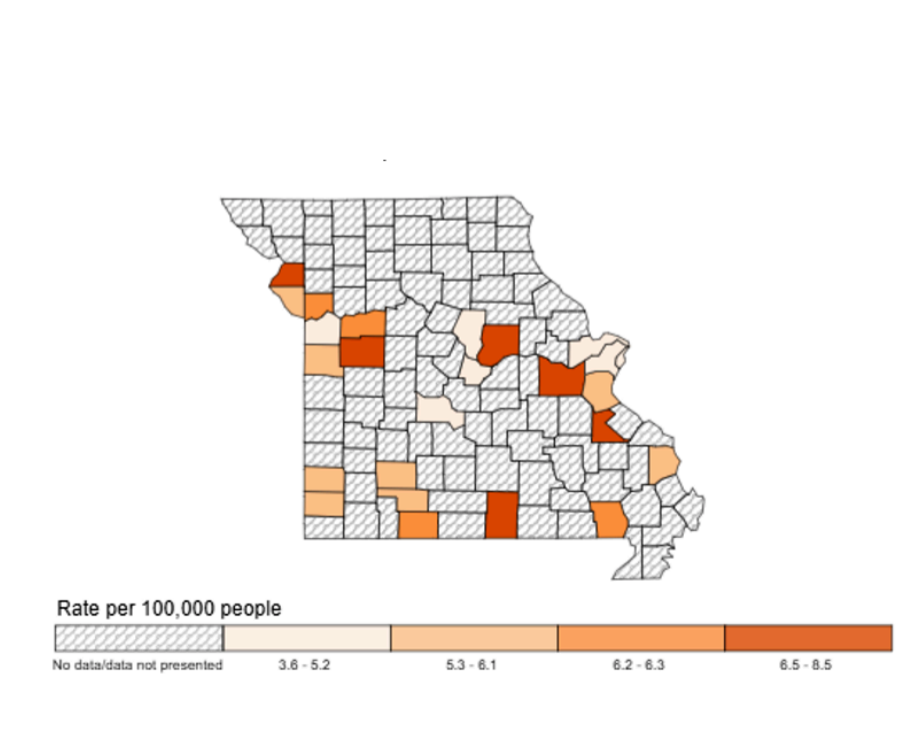 Rate per 100,000 people
No data/data not presented
3.6 - 5.2
5.3 - 6.1
6.2 - 6.3
6.5 - 8.5